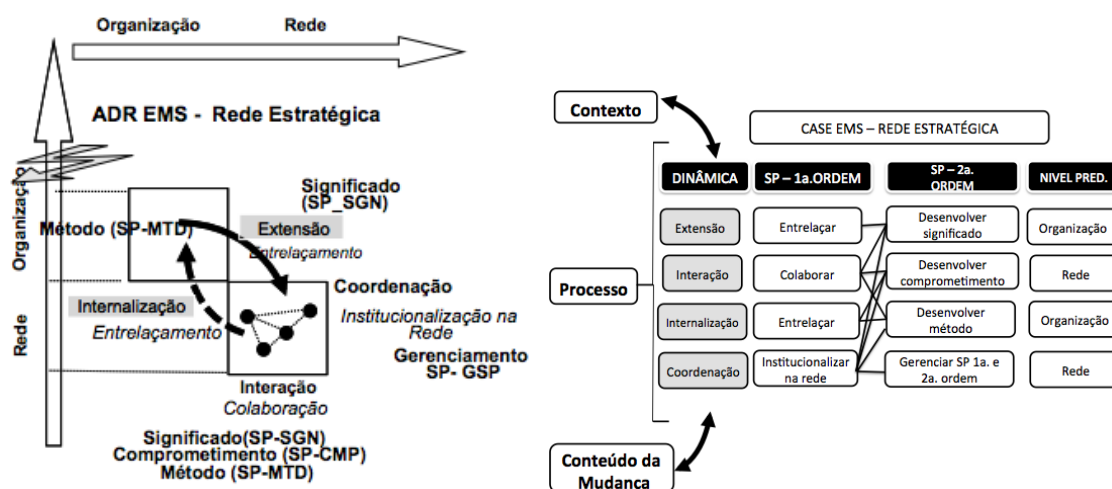 Organização Rede
ADR EMS - Rede Estratégica
Organização
Rede
Significado
(SP_SGN)
Método (SP-MTD)
Extensão
Entrelaçamento
Internalização
Entrelaçamento
Coordenação
Institucionalização na
Rede
Gerenciamento
SP- GSP
Interação
Colaboração
Significado(SP-SGN)
Comprometimento (SP-CMP)
Método (SP-MTD)
Contexto
CASE EMS – REDE ESTRATÉGICA
Processo
DINÂMICA
SP – 1a.ORDEM
SP – 2a.
ORDEM
NIVEL PRED.
Extensão
Entrelaçar
Desenvolver
significado
Organização
Interação
Colaborar
Desenvolver
comprometimento
Rede
Internalização
Entrelaçar
Desenvolver
método
Organização
Coordenação
Institucionalizar
na rede
Gerenciar SP 1a. e
2a. ordem
Rede
Conteúdo da
Mudança